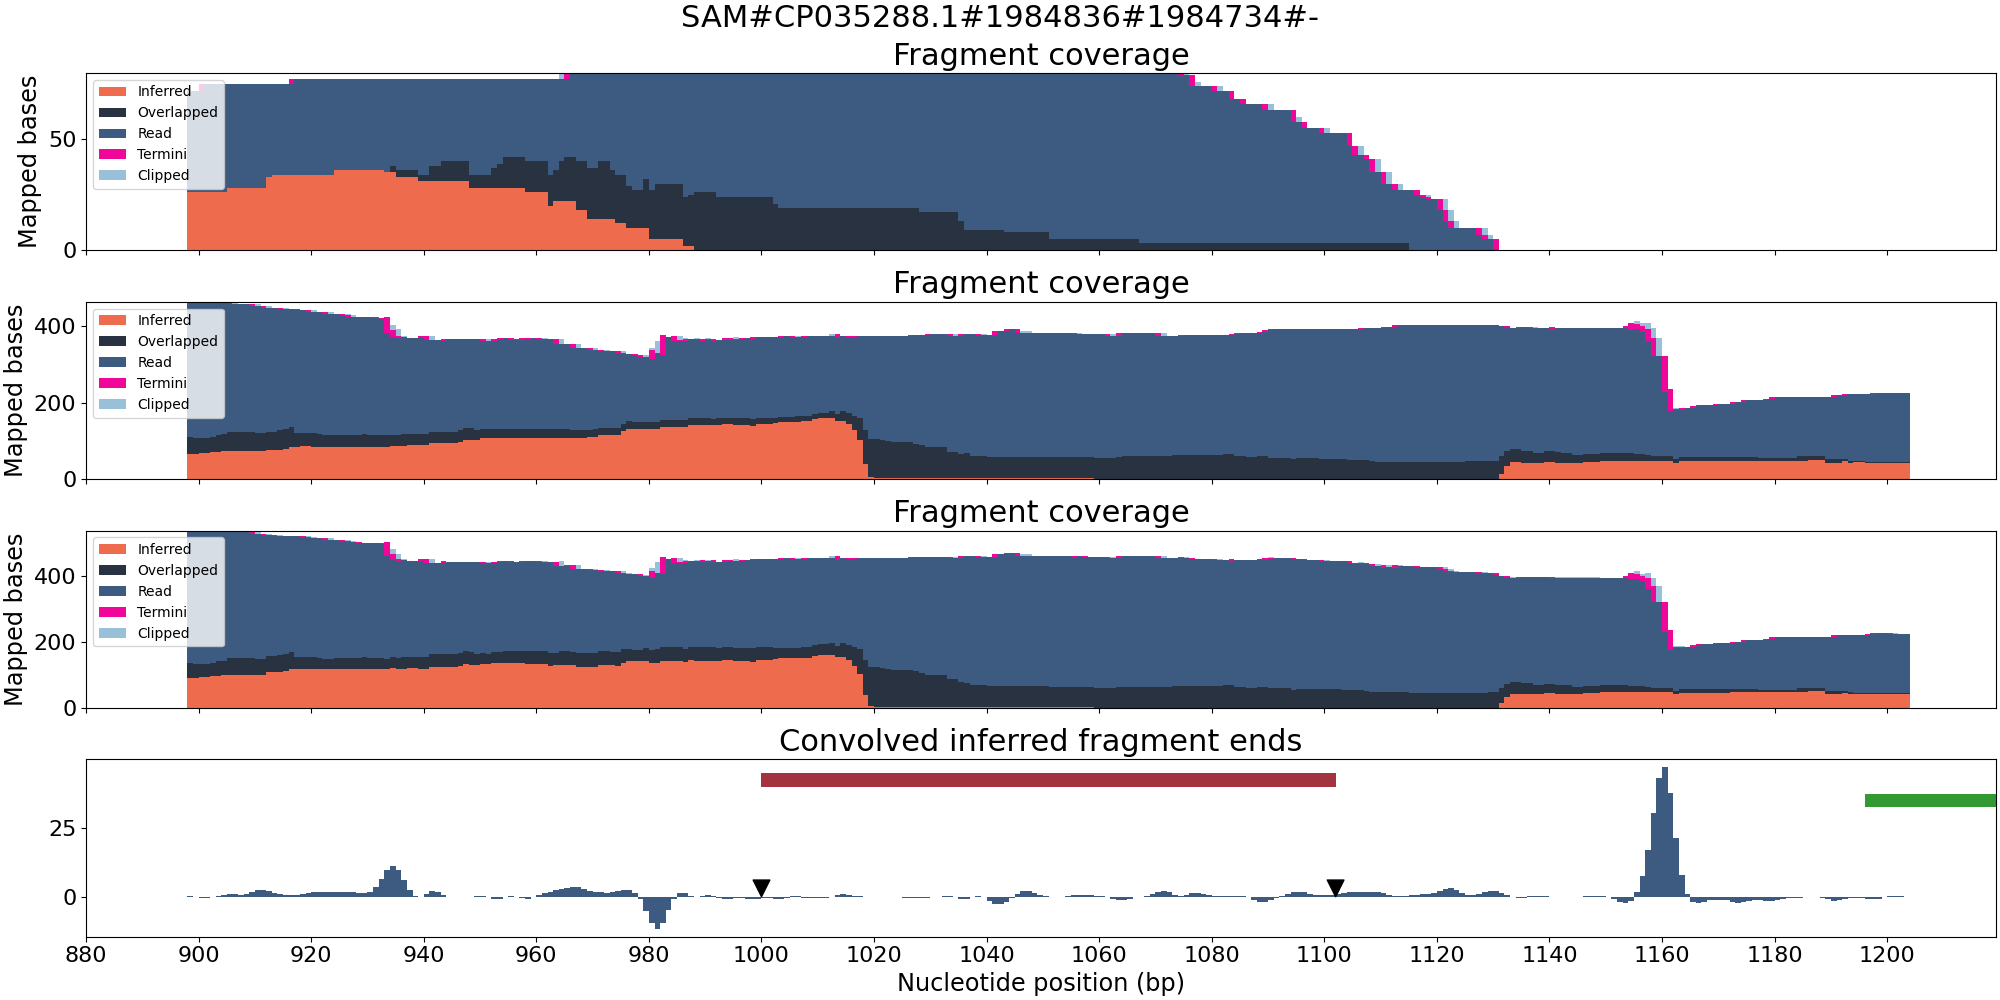 SAM#CP035288.1#1984836#1984734#-
Fragment coverage
Mapped bases
50
0
Inferred
Overlapped
Read
Termini
Clipped
Fragment coverage
Mapped bases
400
200
0
Inferred
Overlapped
Read
Termini
Clipped
Fragment coverage
Mapped bases
400
200
0
Inferred
Overlapped
Read
Termini
Clipped
Convolved inferred fragment ends
25
0
880 900 920 940 960 980 1000 1020 1040 1060 1080 1100 1120 1140 1160 1180 1200
Nucleotide position (bp)